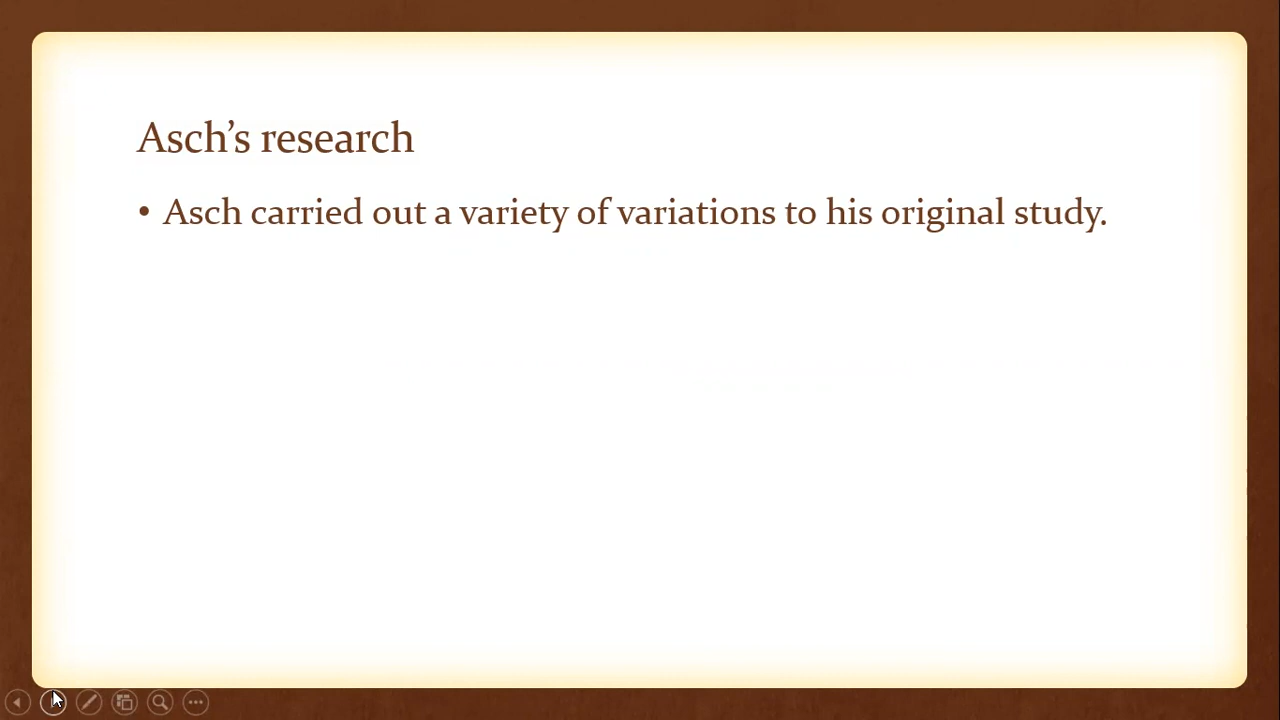 Asch’s research
• Asch carried out a variety of variations to his original study.